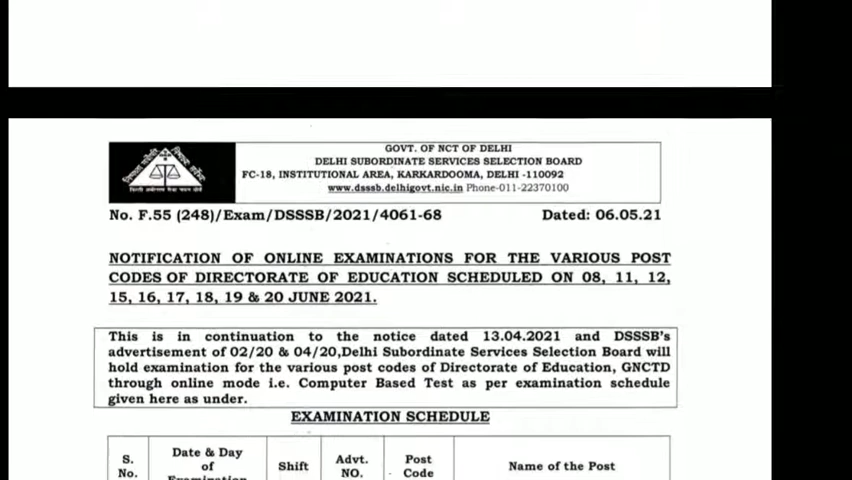 GOVT. OF NCT OF DELHI
DELHI SUBORDINATE SERVICES SELECTION BOARD
FC-18, INSTITUTIONAL AREA, KARKARDOOMA, DELHI -110092
www.dsssb.delhigovt.nic.in Phone-011-22370100
No. F.55 (248)/Exam/DSSSB/2021/4061-68 Dated: 06.05.21
NOTIFICATION OF ONLINE EXAMINATIONS FOR THE VARIOUS POST
CODES OF DIRECTORATE OF EDUCATION SCHEDULED ON 08, 11, 12,
15, 16, 17, 18, 19 & 20 JUNE 2021.
This is in continuation to the notice dated 13.04.2021 and DSSSB's
advertisement of 02/20 & 04/20,Delhi Subordinate Services Selection Board will
hold examination for the various post codes of Directorate of Education, GNCTD
through online mode i.e. Computer Based Test as per examination schedule
given here as under.
EXAMINATION SCHEDULE
S.
No.
Date & Day
of
Examination
Shift
Advt.
NO.
Post
Code
Name of the Post